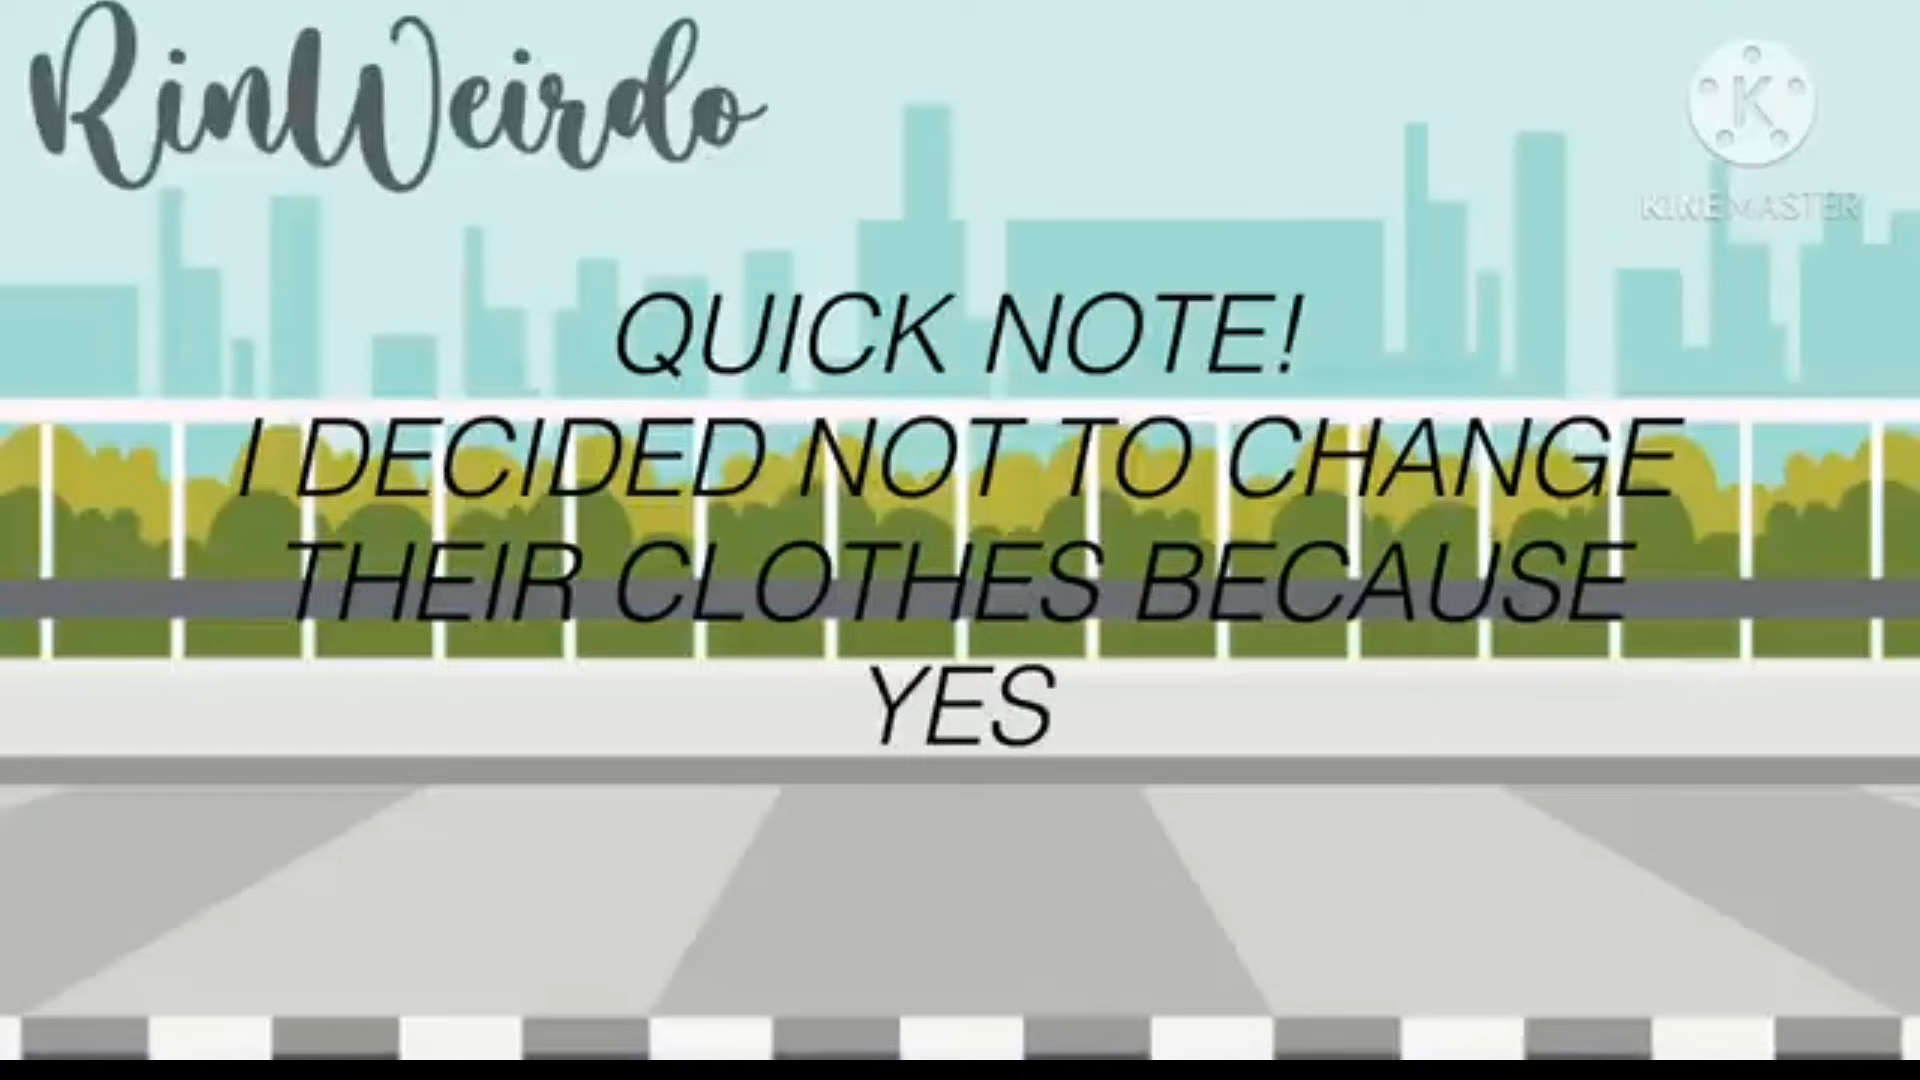 RinWeirdo
K
KINEMASTER
QUICK NOTE!
I DECIDED NOT TO CHANGE
THEIR CLOTHES BECAUSE
YES